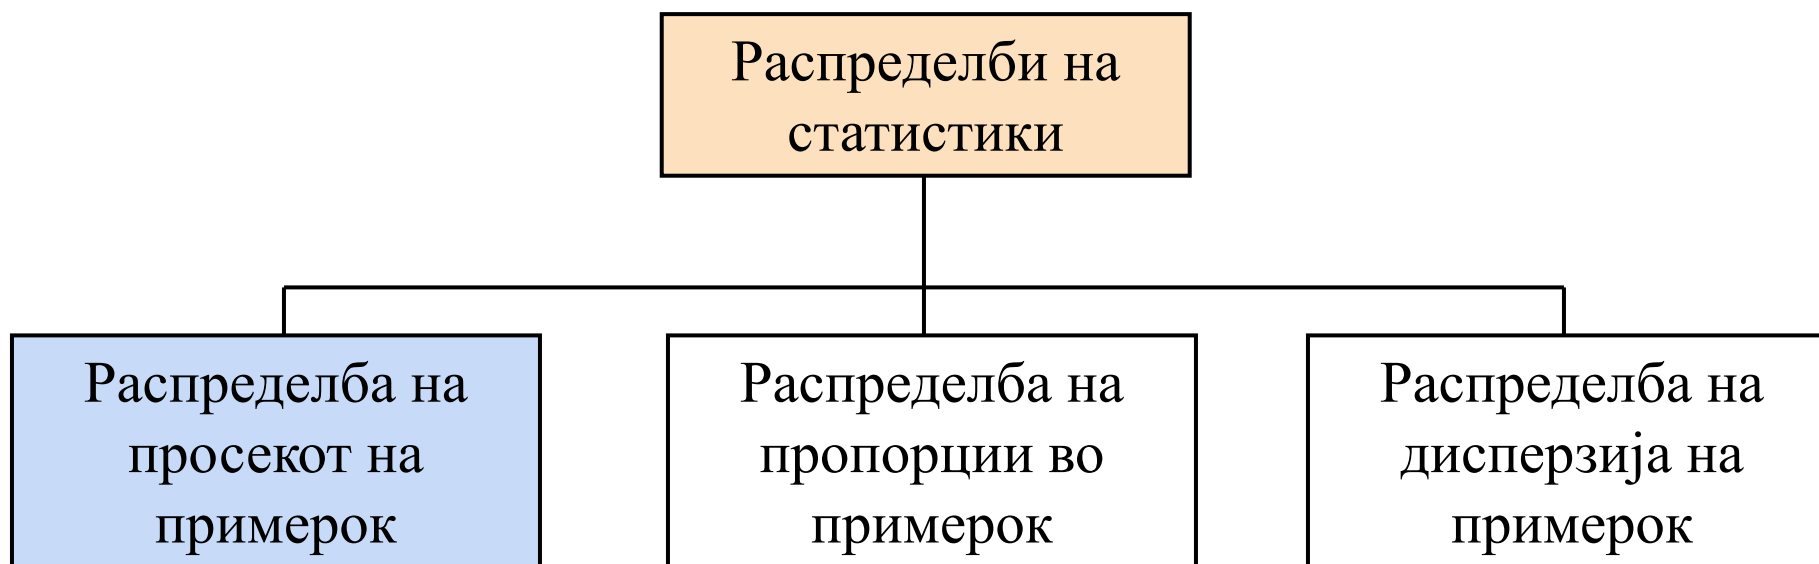 Распределби на
статистики
Распределба на
просекот на
примерок
Распределба на
пропорции во
примерок
Распределба на
дисперзија на
примерок